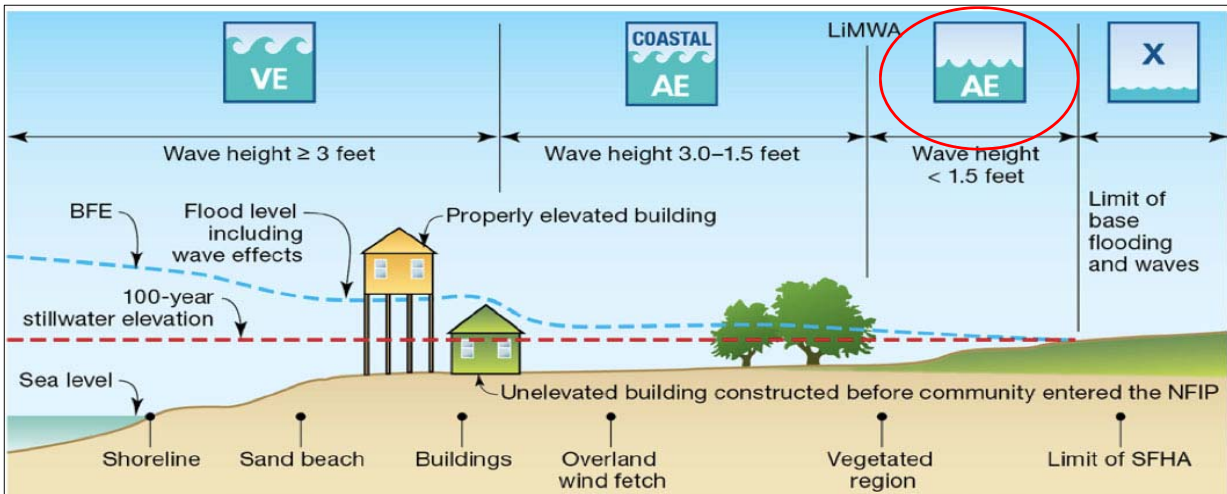 VE
COASTAL
AE
LiMWA
AE
X
Wave height ≥ 3 feet
Wave height 3.0–1.5 feet
Wave height
< 1.5 feet
BFE
Flood level
including
wave effects
Properly elevated building
Limit of
base
flooding
and waves
100-year
stillwater elevation
Sea level
Unelevated building constructed before community entered the NFIP
Shoreline
Sand beach
Buildings
Overland
wind fetch
Vegetated
region
Limit of SFHA